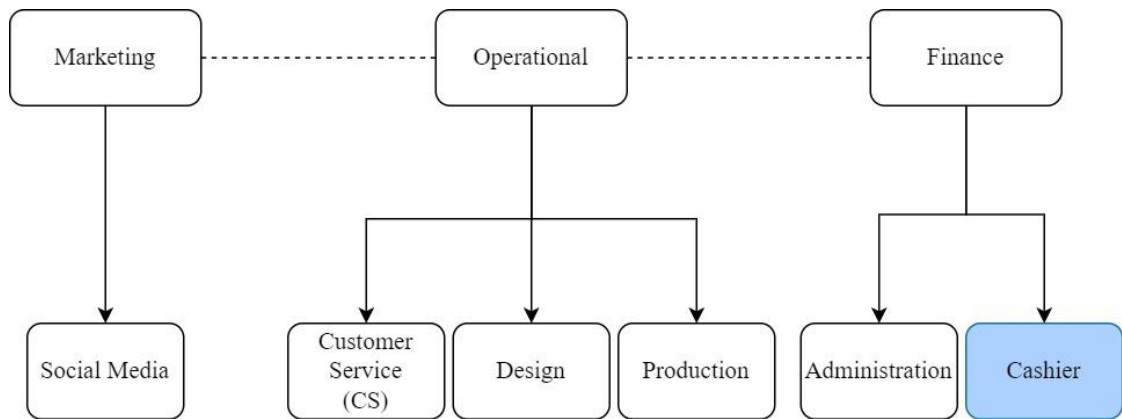 Marketing
Operational
Finance
Social Media
Customer
Service
(CS)
Design
Production
Administration
Cashier